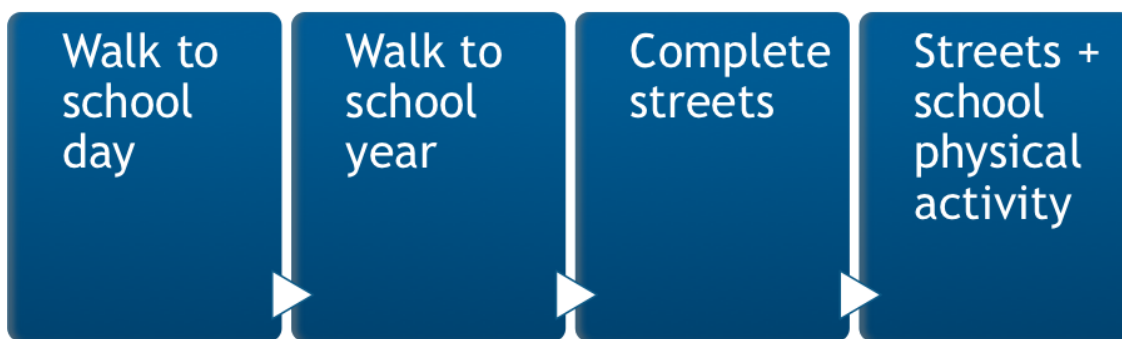 Walk to
school
day
Walk to
school
year
Complete
streets
Streets +
school
physical
activity